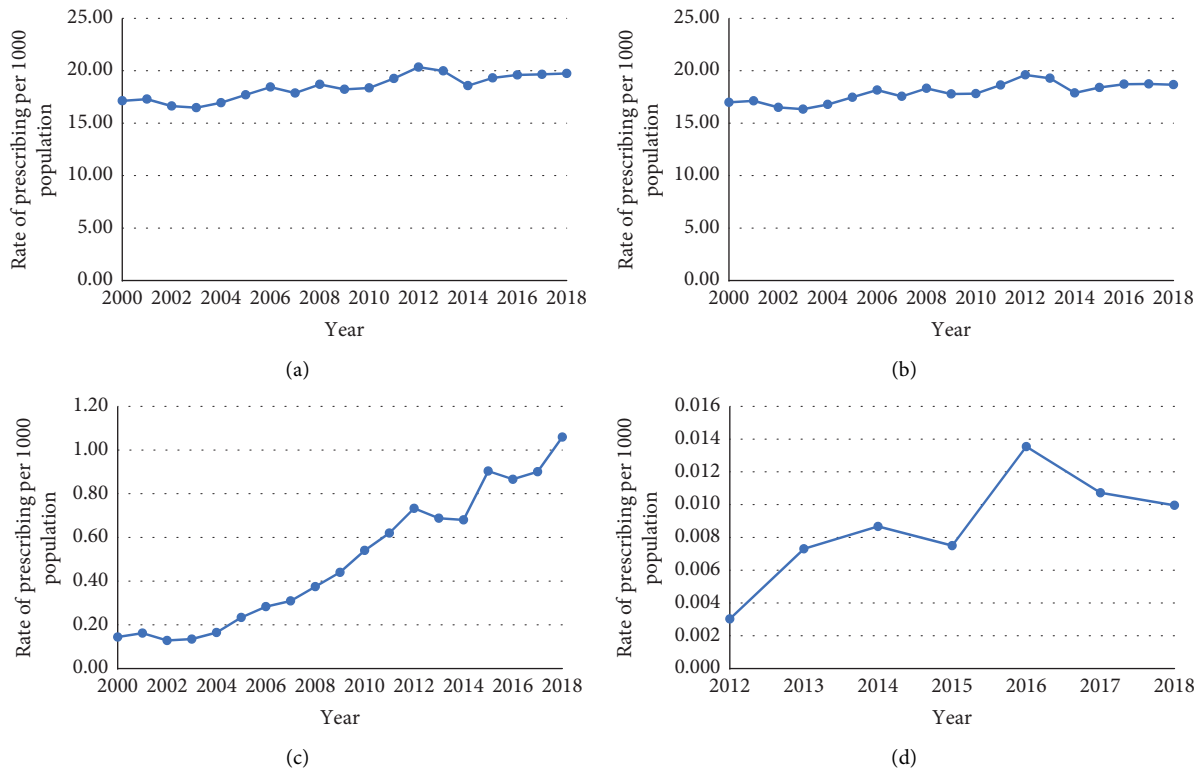 25.00
20.00
15.00
10.00
5.00
0.00
Rate of prescribing per 1000
population
2000 2002 2004 2006 2008 2010 2012 2014 2016 2018
Year
(a)
25.00
20.00
15.00
10.00
5.00
0.00
Rate of prescribing per 1000
population
2000 2002 2004 2006 2008 2010 2012 2014 2016 2018
Year
(b)
1.20
1.00
0.80
0.60
0.40
0.20
0.00
Rate of prescribing per 1000
population
2000 2002 2004 2006 2008 2010 2012 2014 2016 2018
Year
(c)
0.016
0.014
0.012
0.010
0.008
0.006
0.004
0.002
0.000
Rate of prescribing per 1000
population
2012 2013 2014 2015 2016 2017 2018
Year
(d)